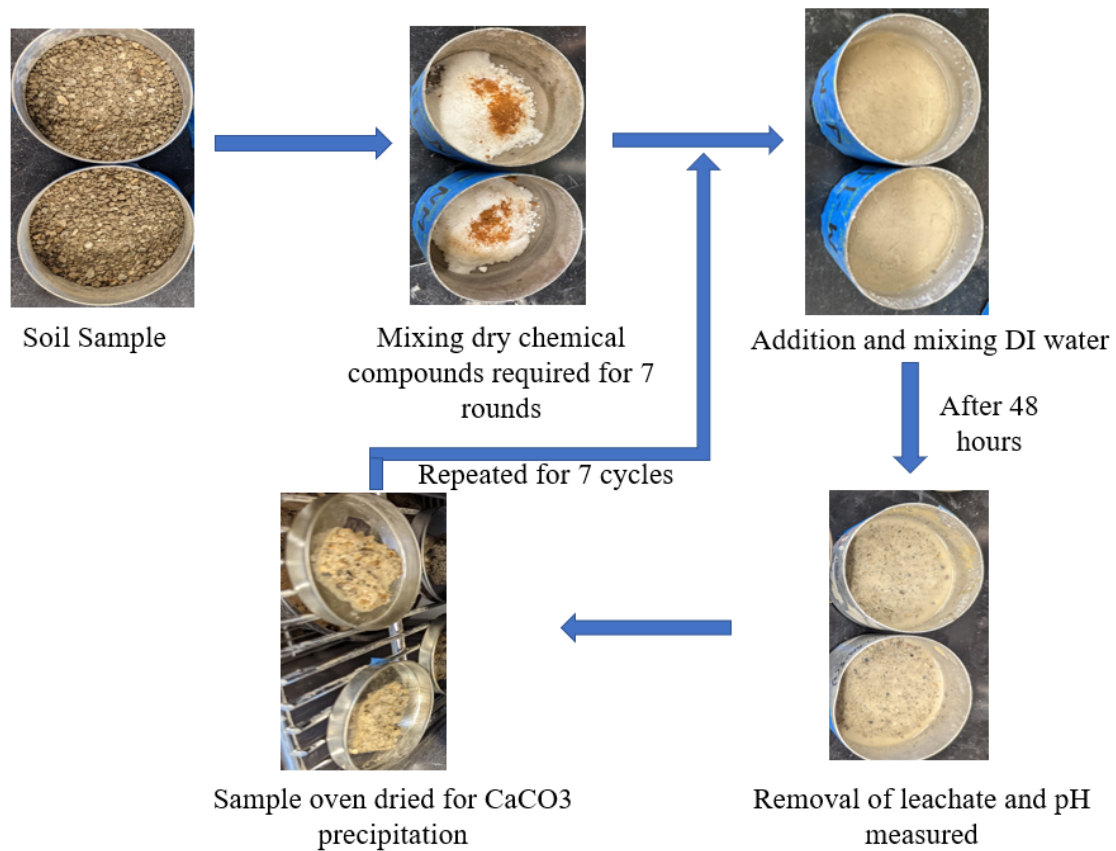 Soil Sample
Mixing dry chemical
compounds required for 7
rounds
Addition and mixing DI water
After 48
hours
Removal of leachate and pH
measured
Sample oven dried for CaCO3
precipitation
Repeated for 7 cycles